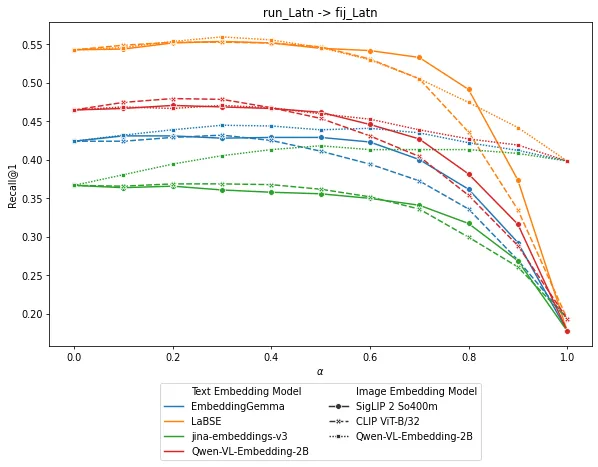 run_Latn -> fij_Latn
Recall@1
0.55
0.50
0.45
0.40
0.35
0.30
0.25
0.20
0.0 0.2 0.4 0.6 0.8 1.0
α
Text Embedding Model
EmbeddingGemma
LaBSE
jina-embeddings-v3
Qwen-VL-Embedding-2B
Image Embedding Model
SigLIP 2 So400m
CLIP ViT-B/32
Qwen-VL-Embedding-2B